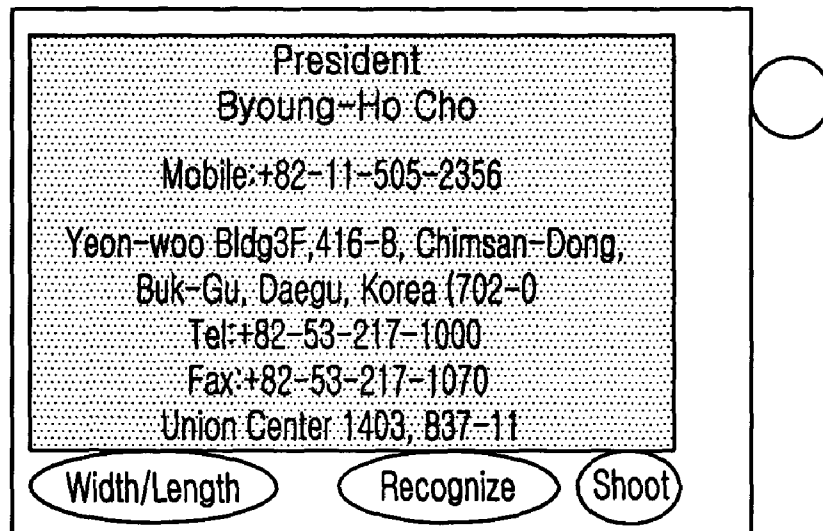 President
Byoung-Ho Cho
Mobile:+82-11-505-2356
Yeon-woo Bldg3F,416-8, Chimsan-Dong,
Buk-Gu, Daegu, Korea (702-0
Tel:+82-53-217-1000
Fax:+82-53-217-1070
Union Center 1403, 837-11
Width/Length Recognize Shoot